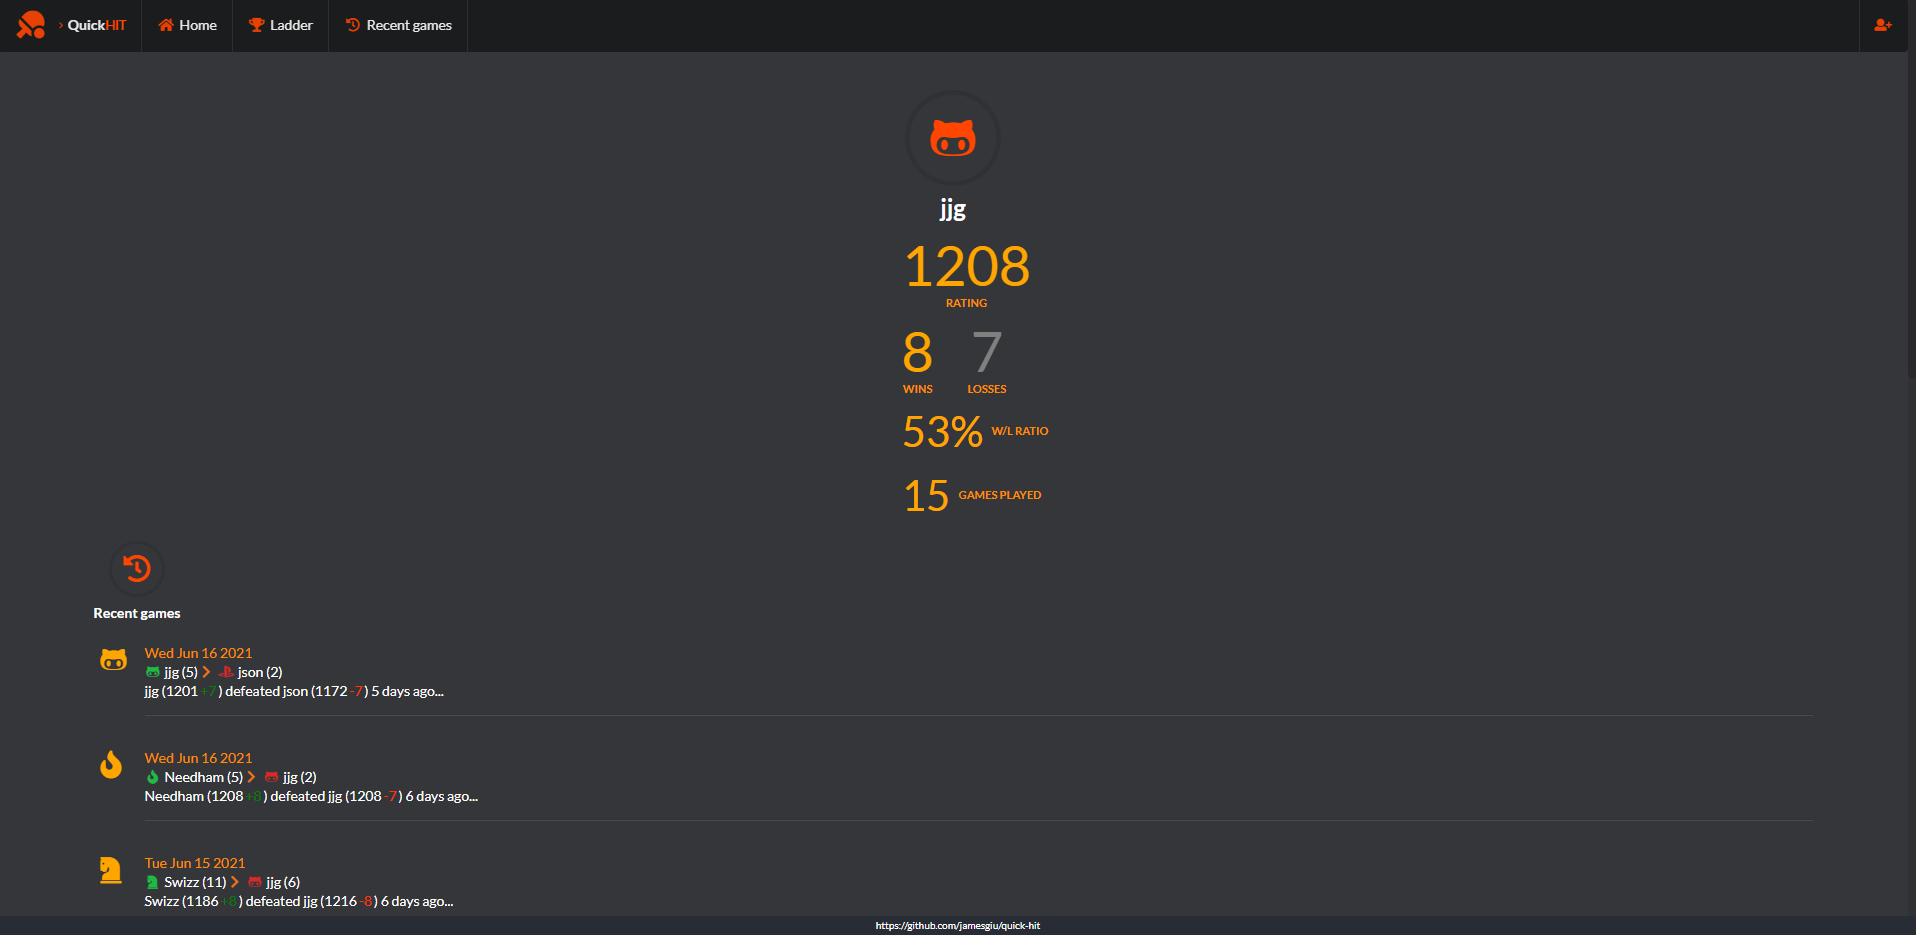 › QuickHIT Home Ladder Recent games
jjg
1208
RATING
8 7
WINS LOSSES
53% W/L RATIO
15 GAMES PLAYED
Recent games
Wed Jun 16 2021
jjg (5) json (2)
jjg (1201 +7 ) defeated json (1172 -7 ) 5 days ago...
Wed Jun 16 2021
Needham (5) jjg (2)
Needham (1208 +8 ) defeated jjg (1208 -7 ) 6 days ago...
Tue Jun 15 2021
Swizz (11) jjg (6)
Swizz (1186 +8 ) defeated jjg (1216 -8 ) 6 days ago...
https://github.com/jamesgiu/quick-hit